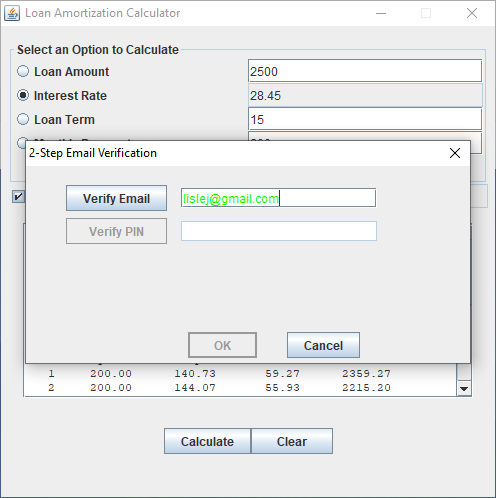 Loan Amortization Calculator
Select an Option to Calculate
Loan Amount 2500
Interest Rate 28.45
Loan Term 15
2-Step Email Verification
Verify Email lislej@gmail.com
Verify PIN
OK Cancel
1 200.00 140.73 59.27 2359.27
2 200.00 144.07 55.93 2215.20
Calculate Clear